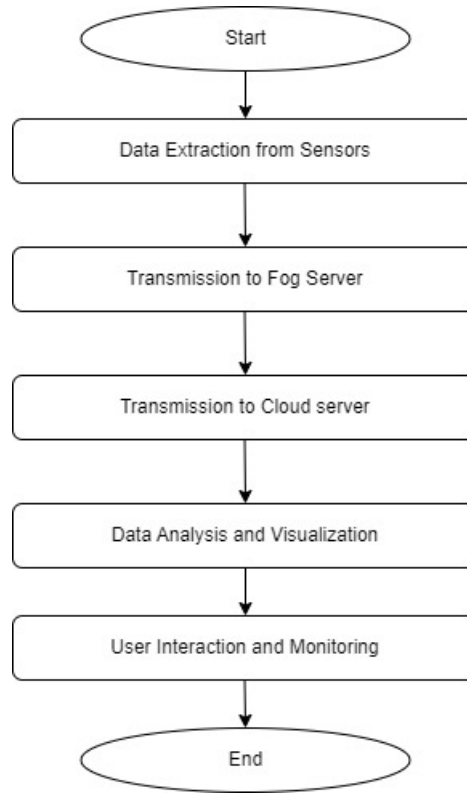 Start
Data Extraction from Sensors
Transmission to Fog Server
Transmission to Cloud server
Data Analysis and Visualization
User Interaction and Monitoring
End